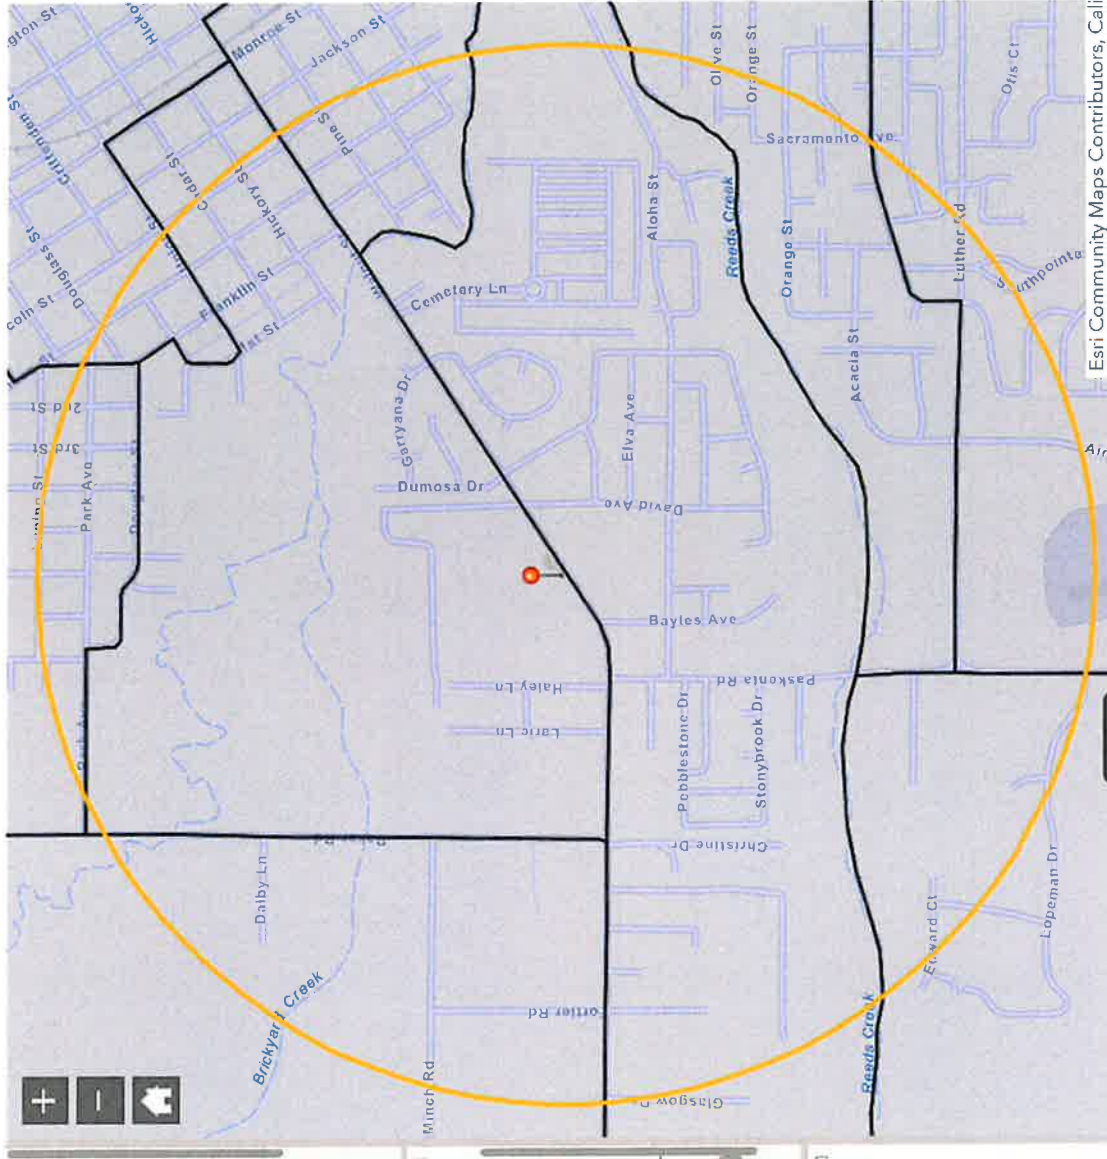 Monroe St
Jackson St
Crittenden St
Douglass St
Cedar St
Hickory St
Olive St
Orange St
Sacramento Ave
Otis Ct
Aloha St
Reeds Creek
Orange St
Luther Rd
Cemetery Ln
1st St
2nd St
3rd St
Park Ave
Garryana Dr
Dumosa Dr
Elva Ave
David Ave
Acacia St
Bayles Ave
Haley Ln
Laric Ln
Paskenta Rd
Pebblestone Dr
Stonybrook Dr
Christine Dr
Dalby Ln
Brickyard Creek
Minch Rd
Edward Ct
Lopeman Dr
Reeds Creek
Esri Community Maps Contributors, Cali
+
−